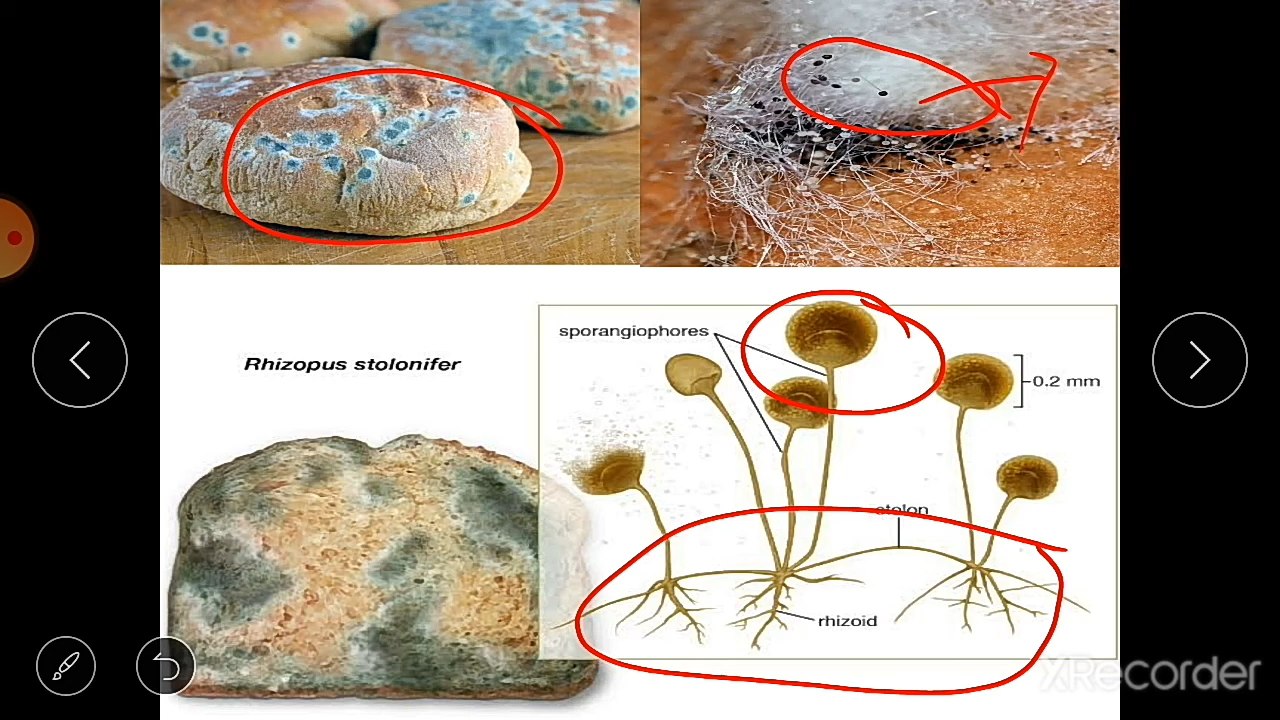 sporangiophores
Rhizopus stolonifer
0.2 mm
stolon
rhizoid
XRecorder